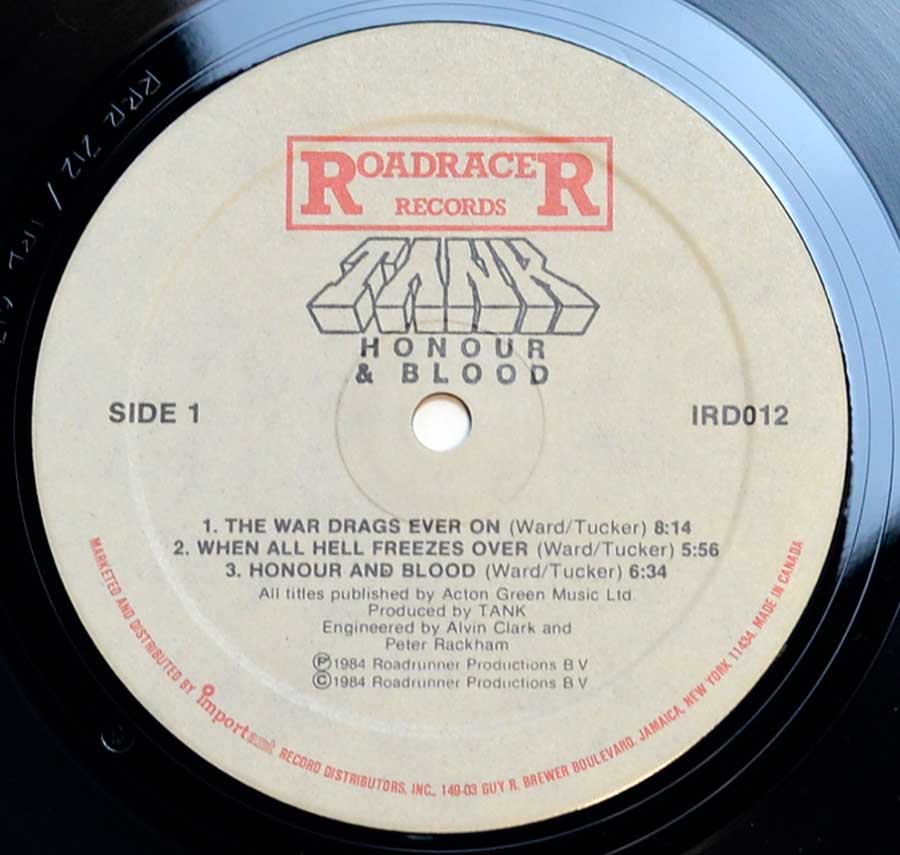 ROADRACER
RECORDS
TANK
HONOUR
& BLOOD
SIDE 1
IRD012
1. THE WAR DRAGS EVER ON (Ward/Tucker) 8:14
2. WHEN ALL HELL FREEZES OVER (Ward/Tucker) 5:56
3. HONOUR AND BLOOD (Ward/Tucker) 6:34
All titles published by Acton Green Music Ltd.
Produced by TANK
Engineered by Alvin Clark and
Peter Rackham
Ⓟ1984 Roadrunner Productions B V
©1984 Roadrunner Productions B V
MARKETED AND DISTRIBUTED BY Important RECORD DISTRIBUTORS, INC., 149-03 GUY R. BREWER BOULEVARD, JAMAICA, NEW YORK 11434. MADE IN CANADA
RRR 212 /